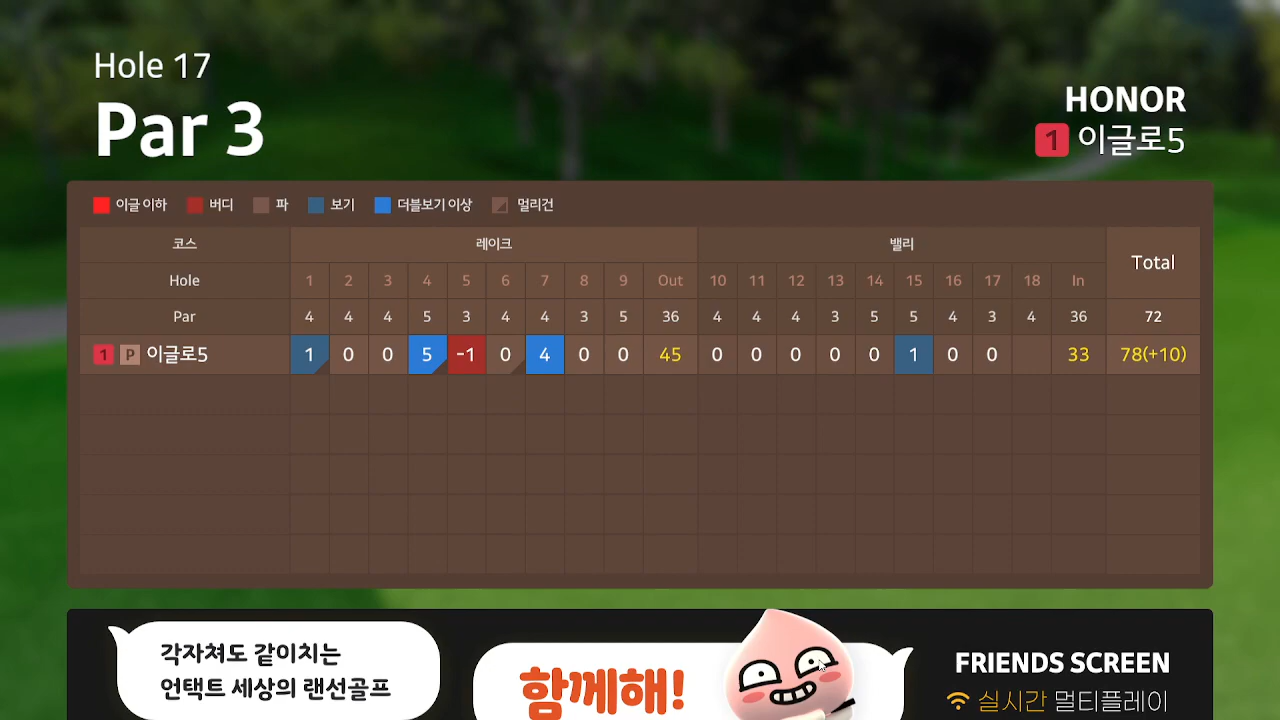 Hole 17
Par 3
HONOR
1 이글로5
이글 이하 버디 파 보기 더블보기 이상 멀리건
코스 레이크 밸리 Total
Hole 1 2 3 4 5 6 7 8 9 Out 10 11 12 13 14 15 16 17 18 In
Par 4 4 4 5 3 4 4 3 5 36 4 4 4 3 5 5 4 3 4 36 72
1 P 이글로5 1 0 0 5 -1 0 4 0 0 45 0 0 0 0 0 1 0 0 33 78(+10)
각자쳐도 같이치는
언택트 세상의 랜선골프
함께해!
FRIENDS SCREEN
실시간 멀티플레이